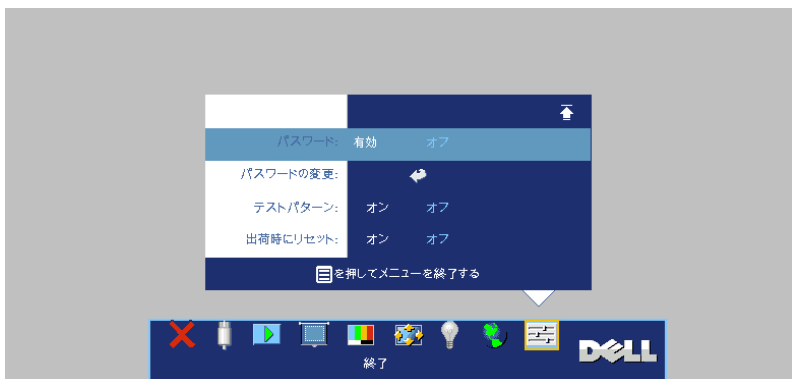 パスワード: 有効 オフ
パスワードの変更:
テストパターン: オン オフ
出荷時にリセット: オン オフ
を押してメニューを終了する
終了
DELL